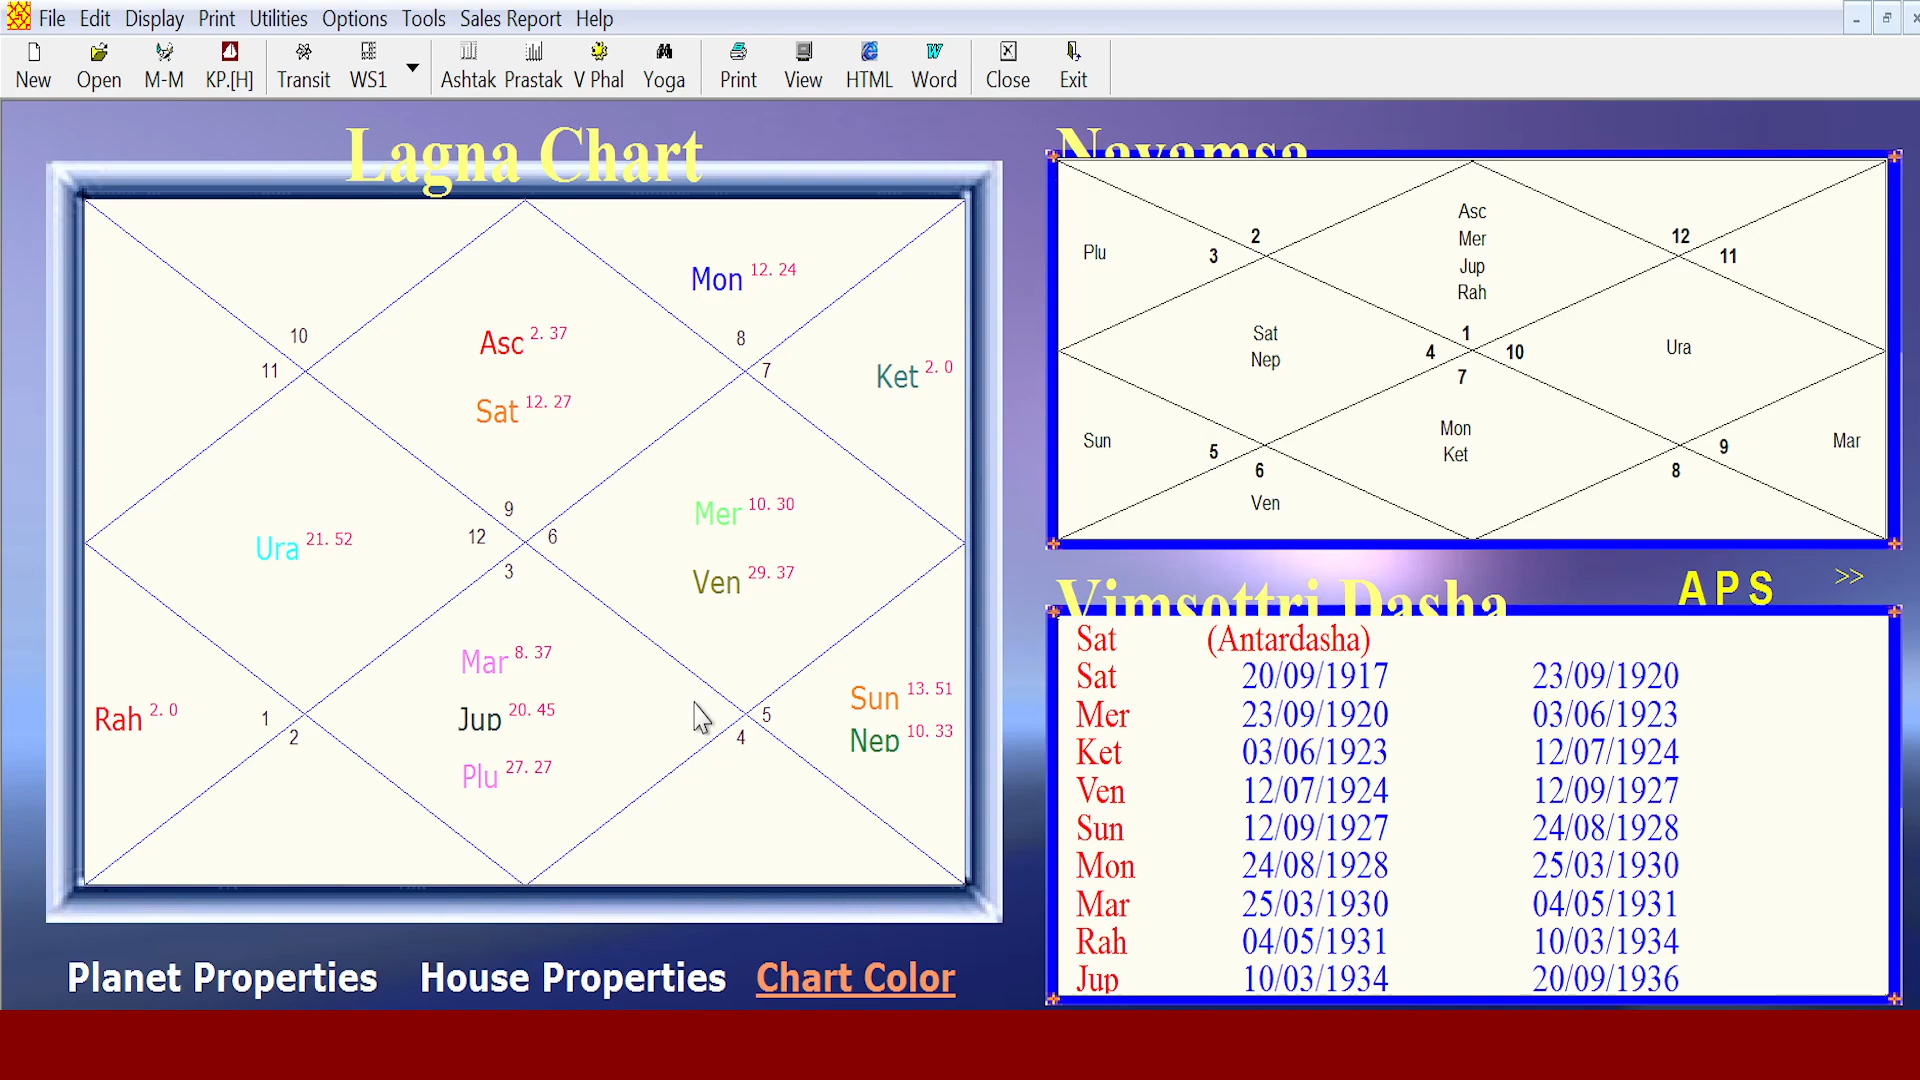 File Edit Display Print Utilities Options Tools Sales Report Help
New Open M-M KP.[H] Transit WS1 Ashtak Prastak V Phal Yoga Print View HTML Word Close Exit
Lagna Chart
Mon 12. 24
10
Asc 2. 37
8
11
7
Ket 2. 0
Sat 12. 27
9
Mer 10. 30
12
6
Ura 21. 52
3
Ven 29. 37
Mar 8. 37
Rah 2. 0
1
Jup 20. 45
5
Sun 13. 51
2
4
Nep 10. 33
Plu 27. 27
Planet Properties House Properties Chart Color
Navamsa
Asc
2
12
Plu
3
Mer
11
Jup
Rah
Sat
1
Ura
Nep
4
10
7
Mon
Sun
5
Ket
9
Mar
6
8
Ven
Vimsottri Dasha
APS >>
Sat (Antardasha)
Sat 20/09/1917 23/09/1920
Mer 23/09/1920 03/06/1923
Ket 03/06/1923 12/07/1924
Ven 12/07/1924 12/09/1927
Sun 12/09/1927 24/08/1928
Mon 24/08/1928 25/03/1930
Mar 25/03/1930 04/05/1931
Rah 04/05/1931 10/03/1934
Jup 10/03/1934 20/09/1936